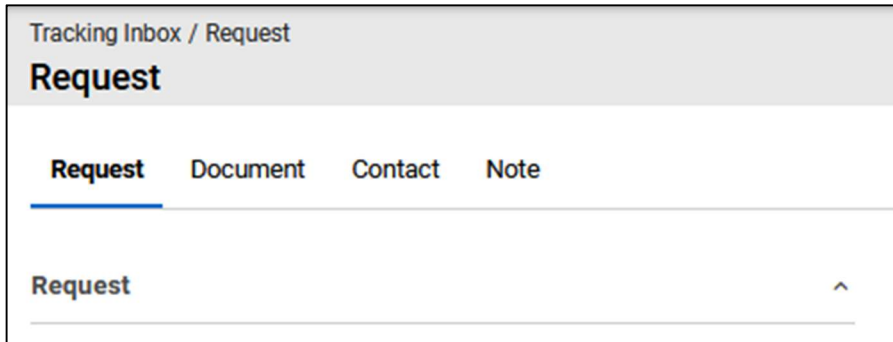 Tracking Inbox / Request
Request
Request Document Contact Note
Request